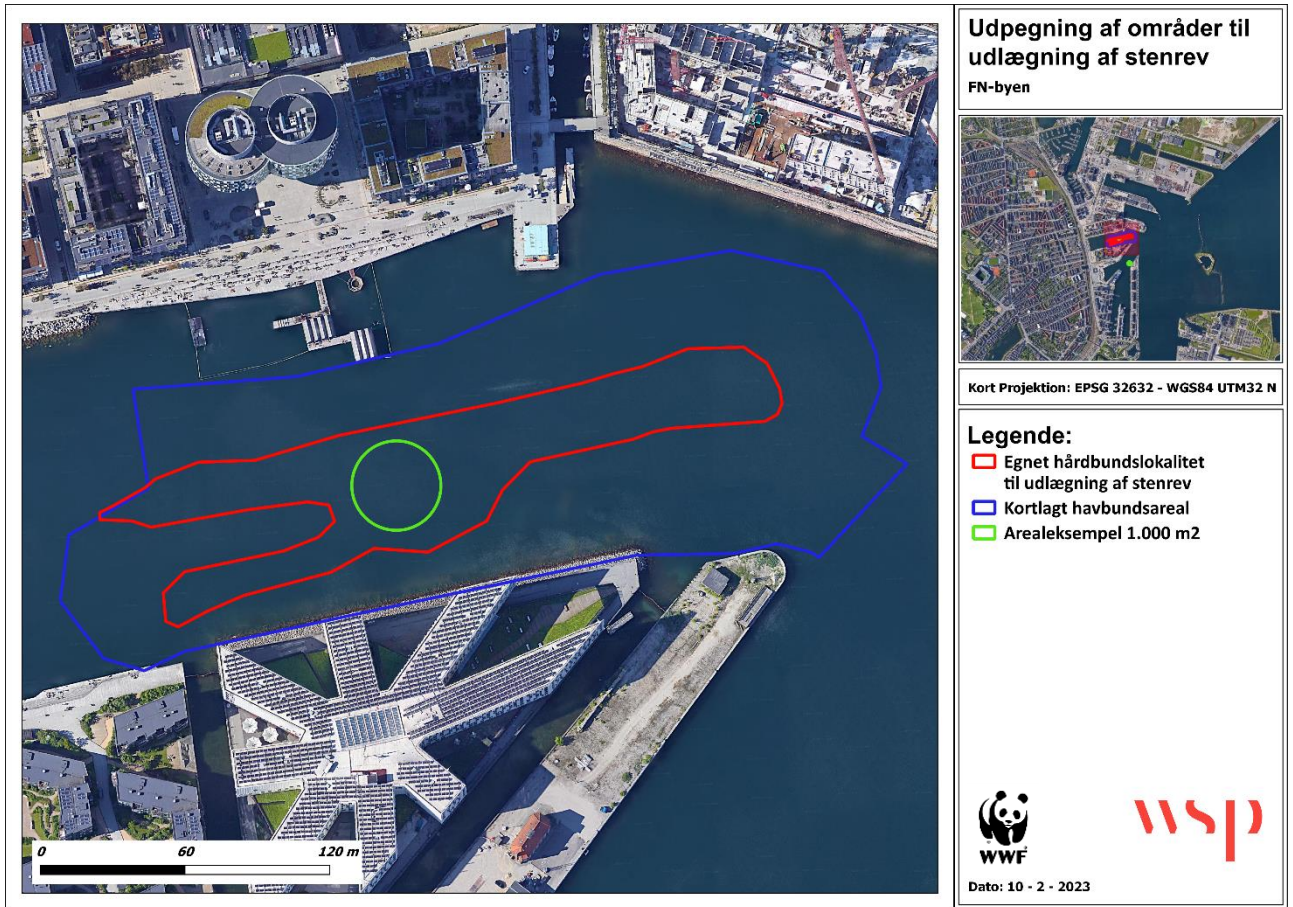 Udpegning af områder til
udlægning af stenrev
FN-byen
Kort Projektion: EPSG 32632 - WGS84 UTM32 N
Legende:
Egnet hårdbundslokalitet
til udlægning af stenrev
Kortlagt havbundsareal
Arealeksempel 1.000 m2
WWF
wsp
Dato: 10 - 2 - 2023
0 60 120 m